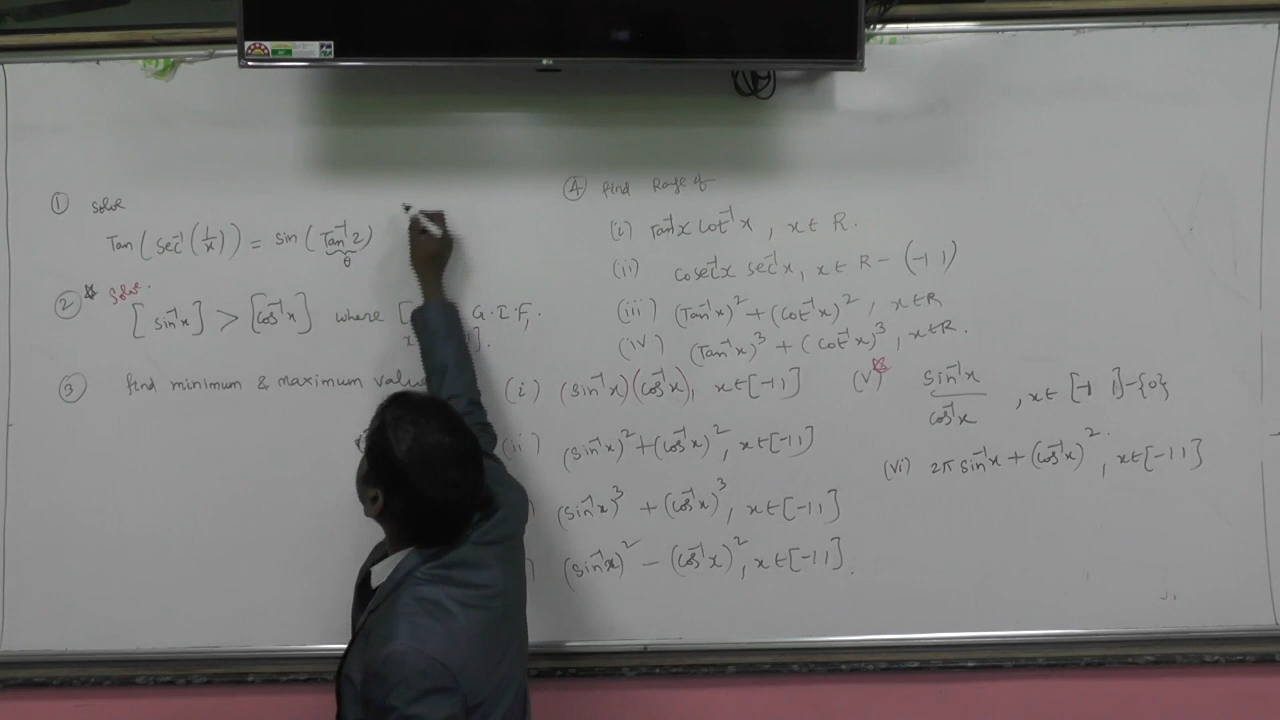 ① Solve
Tan(sec⁻¹(1/x)) = sin(Tan⁻¹2)
θ
② Solve.
[sin⁻¹x] > [cos⁻¹x] where [ G.I.F,
x ].
③ find minimum & maximum valu
(i) (sin⁻¹x)(cos⁻¹x), x∈[-1 1]
(ii) (sin⁻¹x)² + (cos⁻¹x)², x∈[-1 1]
(sin⁻¹x)³ + (cos⁻¹x)³, x∈[-1 1]
(sin⁻¹x)² − (cos⁻¹x)², x∈[-1 1].
(V) sin⁻¹x / cos⁻¹x, x∈[-1 1]-{0}
(Vi) 2π sin⁻¹x + (cos⁻¹x)², x∈[-1 1]
④ find Range of
(i) Tan⁻¹x cot⁻¹x, x∈R.
(ii) cosec⁻¹x sec⁻¹x, x∈R-(-1 1)
(iii) (Tan⁻¹x)² + (cot⁻¹x)², x∈R
(iv) (Tan⁻¹x)³ + (cot⁻¹x)³, x∈R.